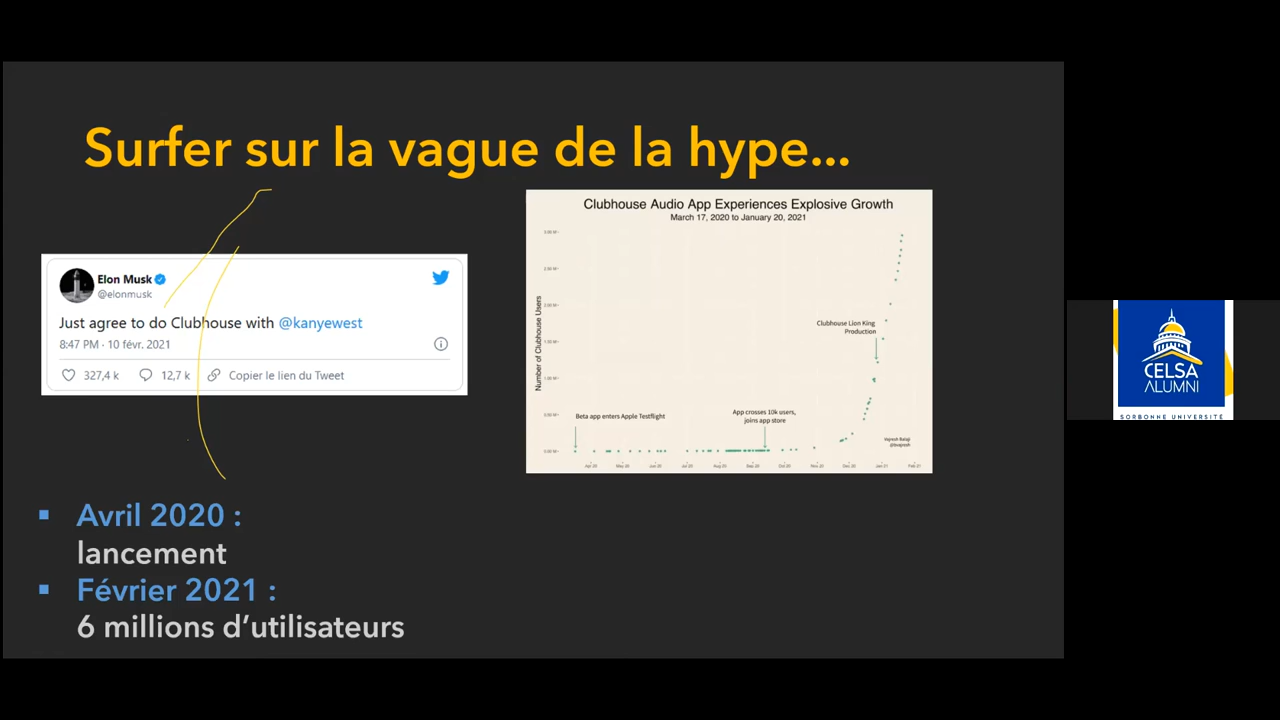 Surfer sur la vague de la hype...
Elon Musk
@elonmusk
Just agree to do Clubhouse with @kanyewest
8:47 PM · 10 févr. 2021
327,4 k
12,7 k
Copier le lien du Tweet
Clubhouse Audio App Experiences Explosive Growth
March 17, 2020 to January 20, 2021
Number of Clubhouse Users
Clubhouse Lion King
Production
Beta app enters Apple Testflight
App crosses 10k users,
joins app store
Avril 2020 :
lancement
Février 2021 :
6 millions d’utilisateurs
CELSA
ALUMNI
SORBONNE UNIVERSITÉ